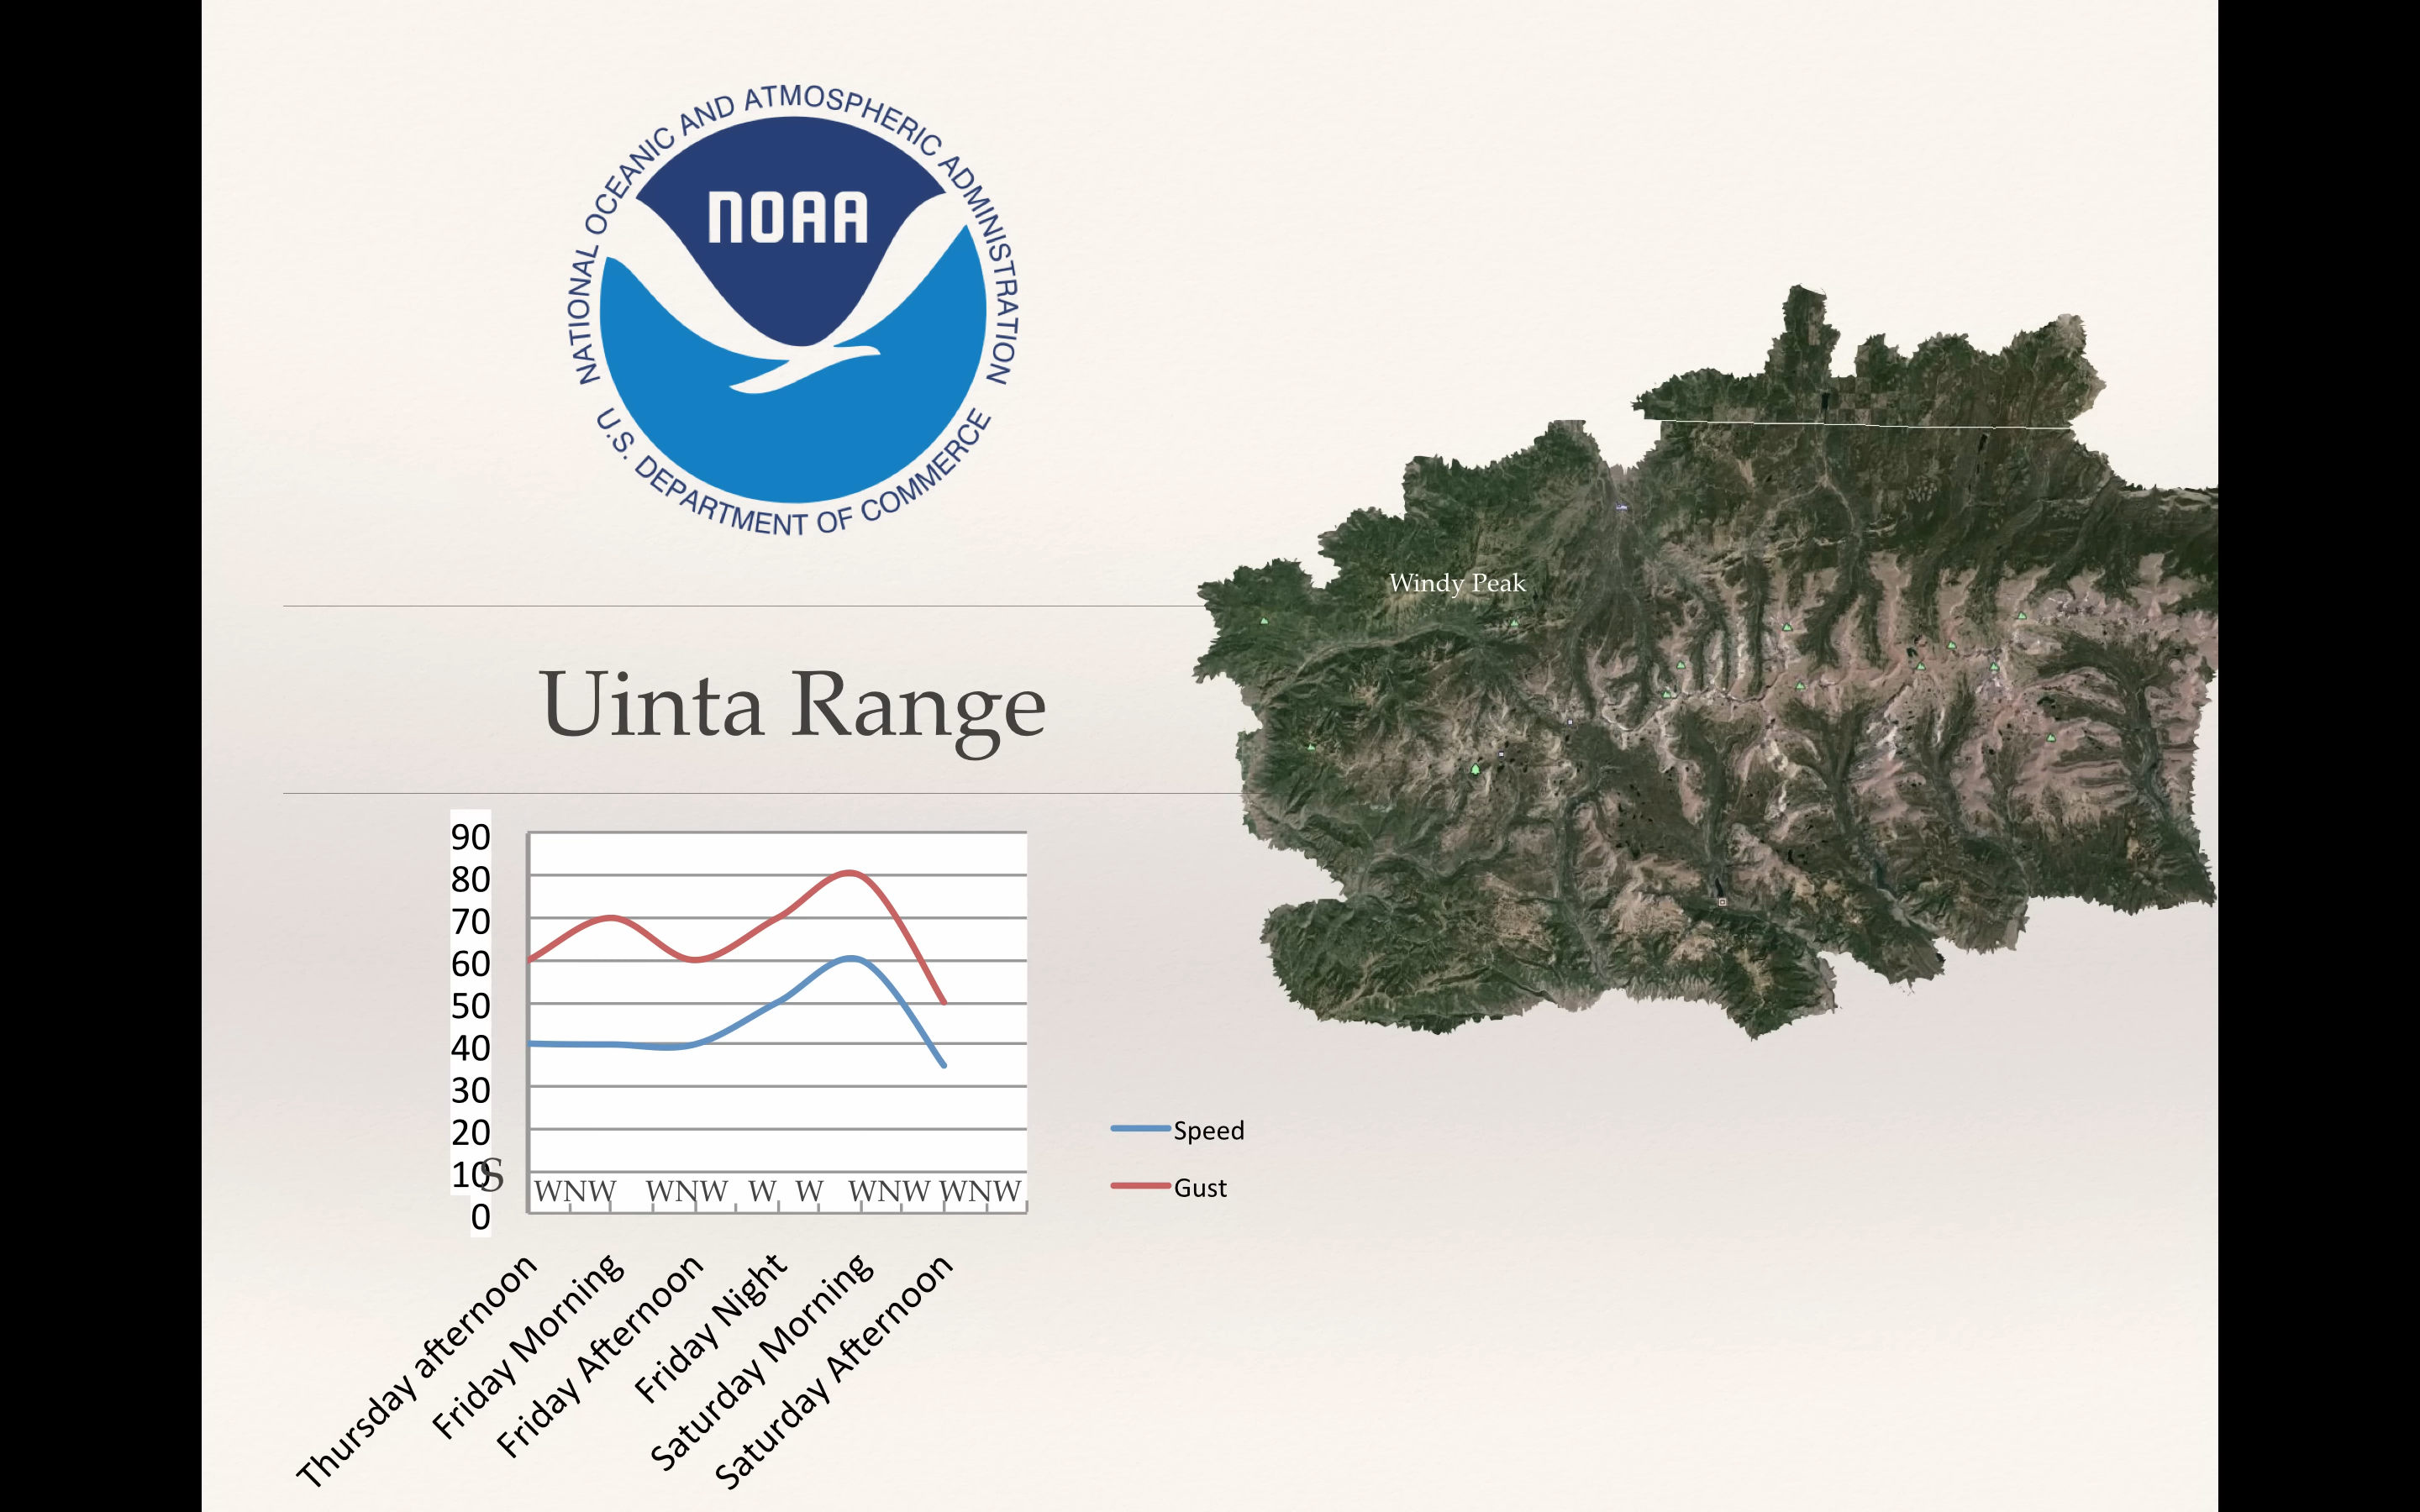 NATIONAL OCEANIC AND ATMOSPHERIC ADMINISTRATION
NOAA
U.S. DEPARTMENT OF COMMERCE
Windy Peak
Uinta Range
90
80
70
60
50
40
30
20
10
S
0
WNW WNW W W WNW WNW
Thursday afternoon
Friday Morning
Friday Afternoon
Friday Night
Saturday Morning
Saturday Afternoon
Speed
Gust